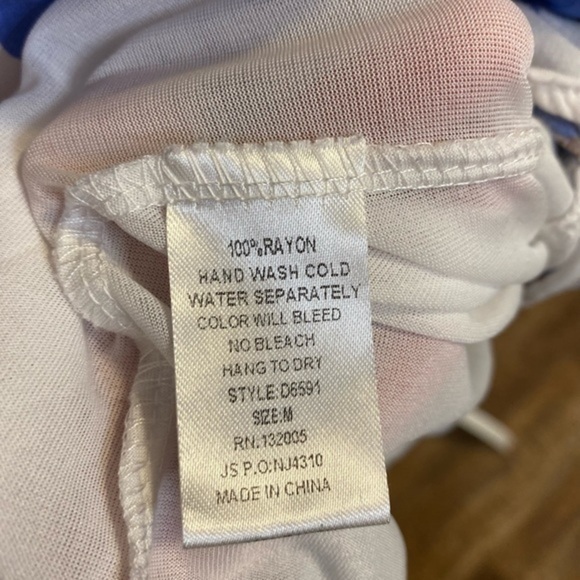 100%RAYON
HAND WASH COLD
WATER SEPARATELY
COLOR WILL BLEED
NO BLEACH
HANG TO DRY
STYLE:D6591
SIZE:M
RN:132005
JS P.O:NJ4310
MADE IN CHINA